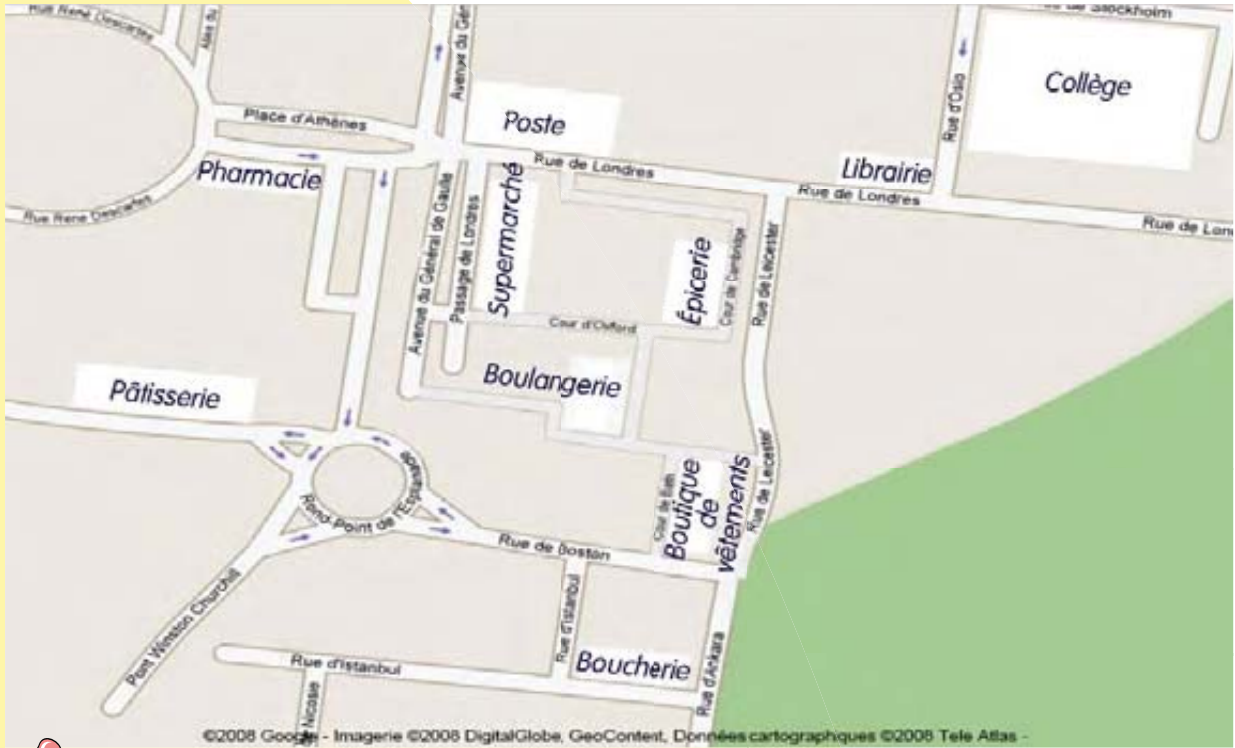 Rue René Descartes
Allée du
Avenue du Gén
Rue de Stockholm
Collège
Rue d'Oslo
Place d'Athènes
Poste
Pharmacie
Rue de Londres
Librairie
Rue de Londres
Rue de Lon
Rue René Descartes
Avenue du Général de Gaulle
Passage de Londres
Supermarché
Épicerie
Cour de Cambridge
Rue de Leicester
Cour d'Oxford
Boulangerie
Pâtisserie
Rond-Point de l'Esplanade
Rue de Boston
Cour de Bath
Boutique
de
vêtements
Rue de Leicester
Pont Winston Churchill
Rue d'Istanbul
Rue d'Istanbul
Boucherie
Rue d'Ankara
de Nicosie
©2008 Google - Imagerie ©2008 DigitalGlobe, GeoContent, Données cartographiques ©2008 Tele Atlas -